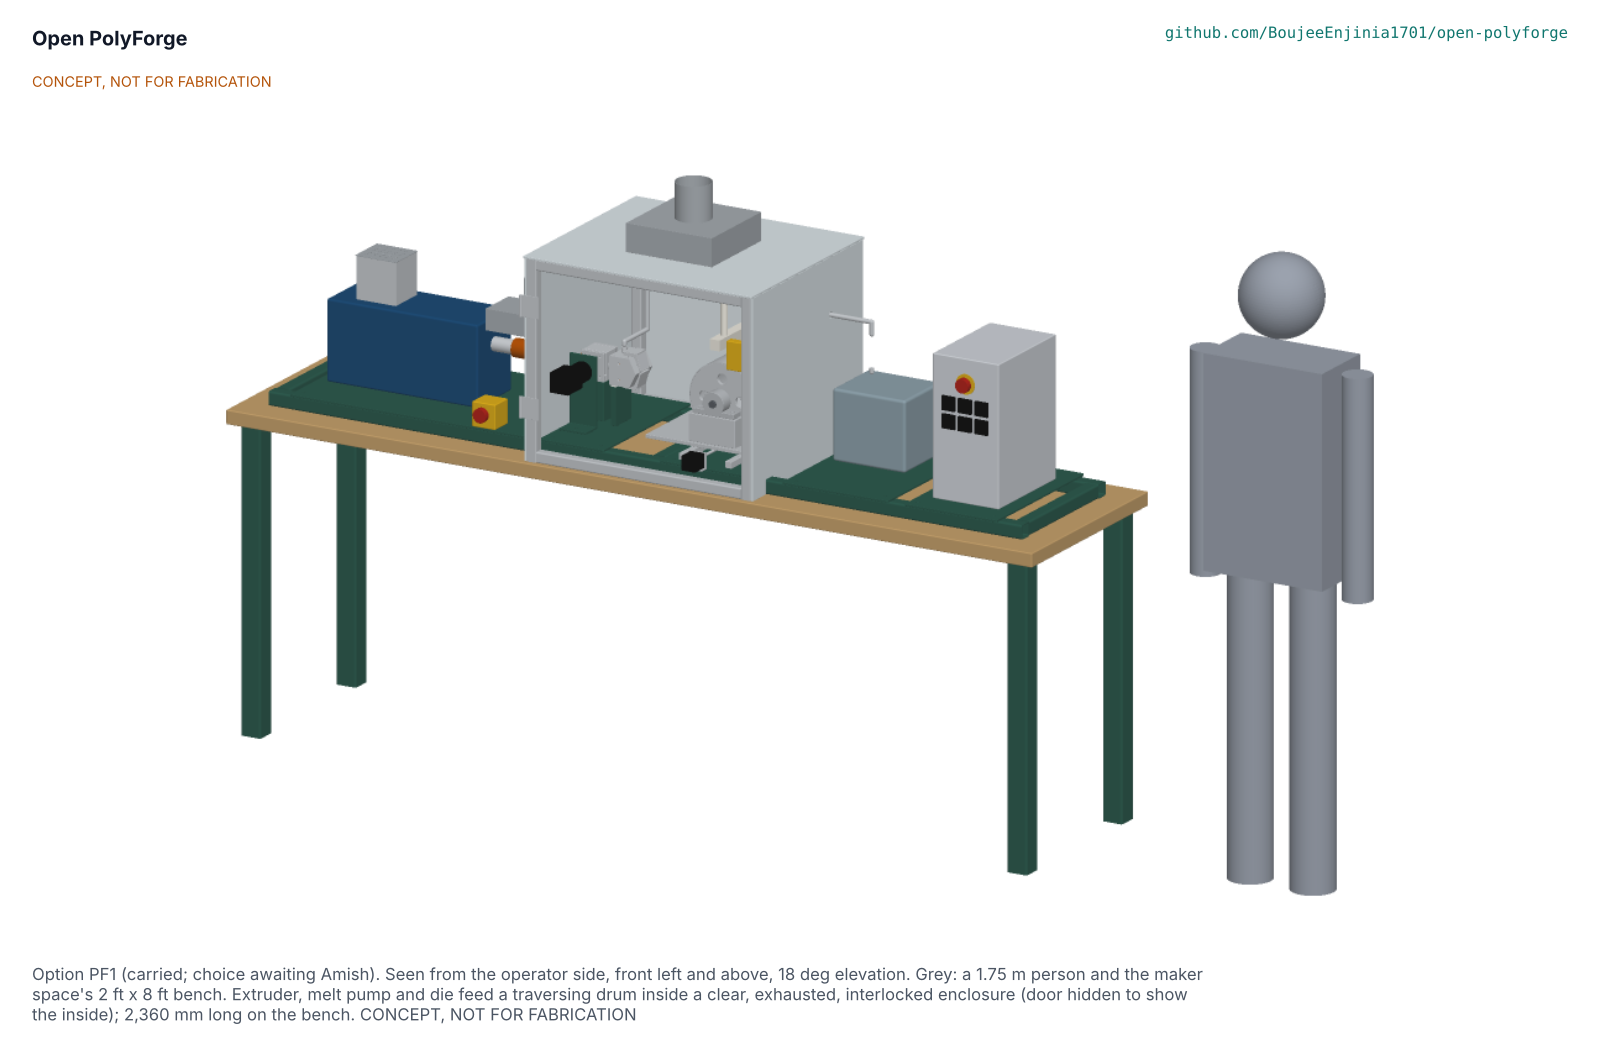 Open PolyForge
github.com/BoujeeEnjinia1701/open-polyforge
CONCEPT, NOT FOR FABRICATION
Option PF1 (carried; choice awaiting Amish). Seen from the operator side, front left and above, 18 deg elevation. Grey: a 1.75 m person and the maker
space's 2 ft x 8 ft bench. Extruder, melt pump and die feed a traversing drum inside a clear, exhausted, interlocked enclosure (door hidden to show
the inside); 2,360 mm long on the bench. CONCEPT, NOT FOR FABRICATION